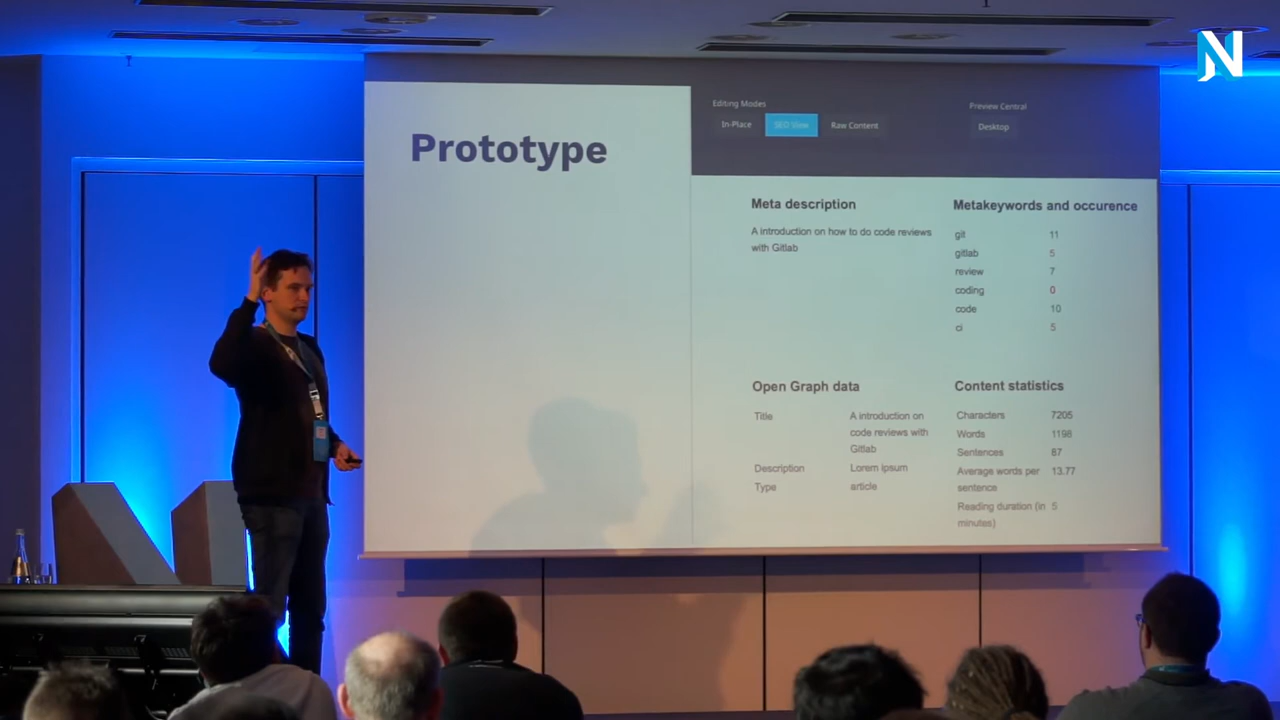 N
Prototype
Editing Modes
In-Place SEO View Raw Content
Preview Central
Desktop
Meta description
A introduction on how to do code reviews
with Gitlab
Metakeywords and occurence
git 11
gitlab 5
review 7
coding 0
code 10
ci 5
Open Graph data
Title A introduction on
code reviews with
Gitlab
Description Lorem ipsum
Type article
Content statistics
Characters 7205
Words 1198
Sentences 87
Average words per 13.77
sentence
Reading duration (in 5
minutes)